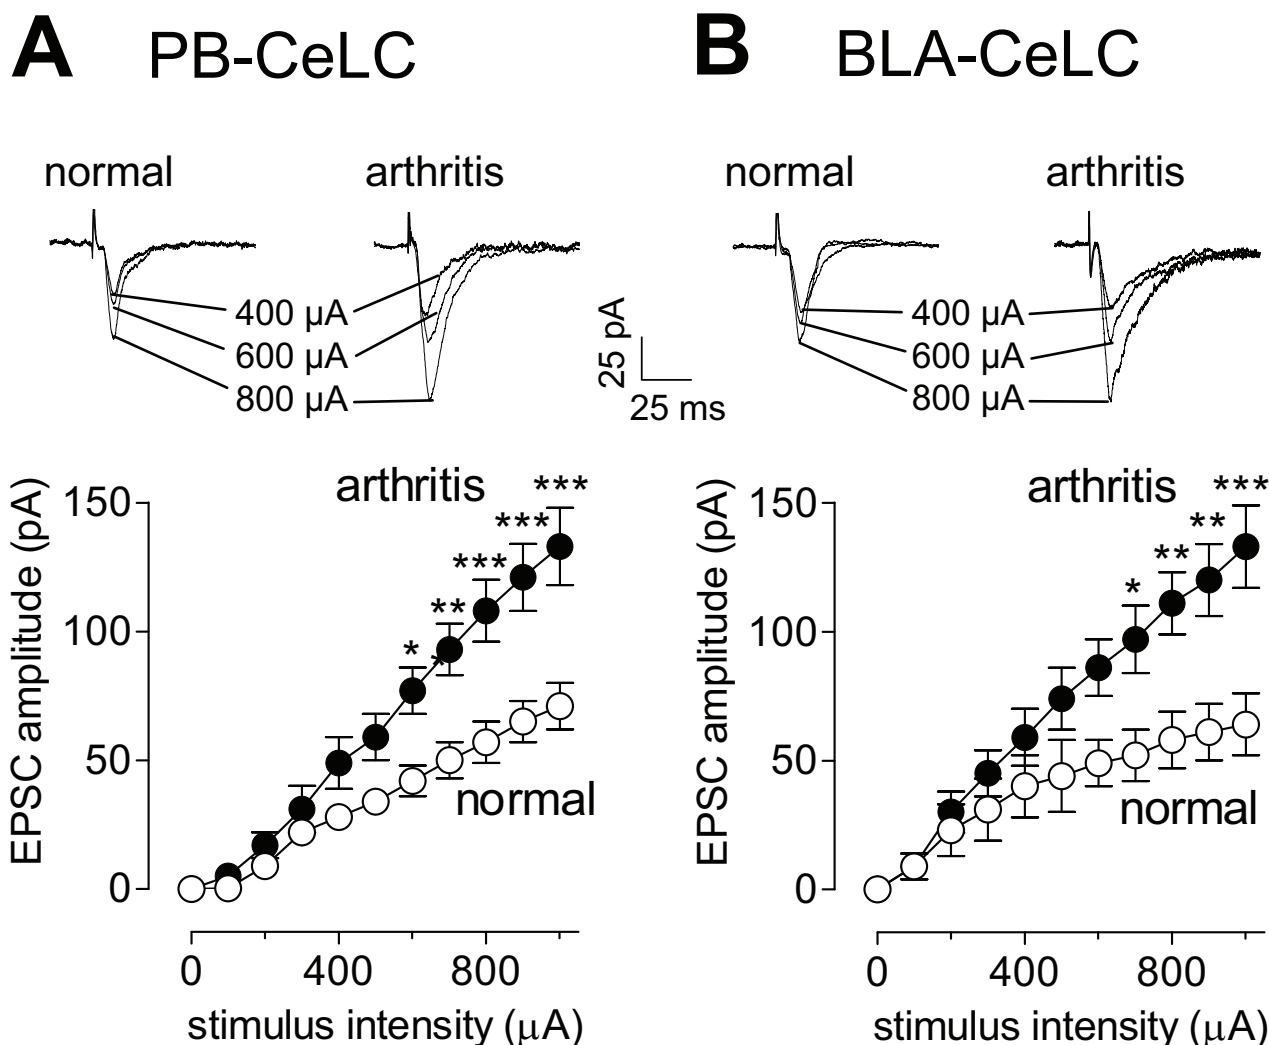 A PB-CeLC
normal arthritis
400 µA
600 µA
800 µA
25 pA
25 ms
arthritis
***
***
***
**
*
*
150
100
50
0
EPSC amplitude (pA)
normal
0 400 800
stimulus intensity (µA)
B BLA-CeLC
normal arthritis
400 µA
600 µA
800 µA
arthritis
***
**
**
*
150
100
50
0
EPSC amplitude (pA)
normal
0 400 800
stimulus intensity (µA)